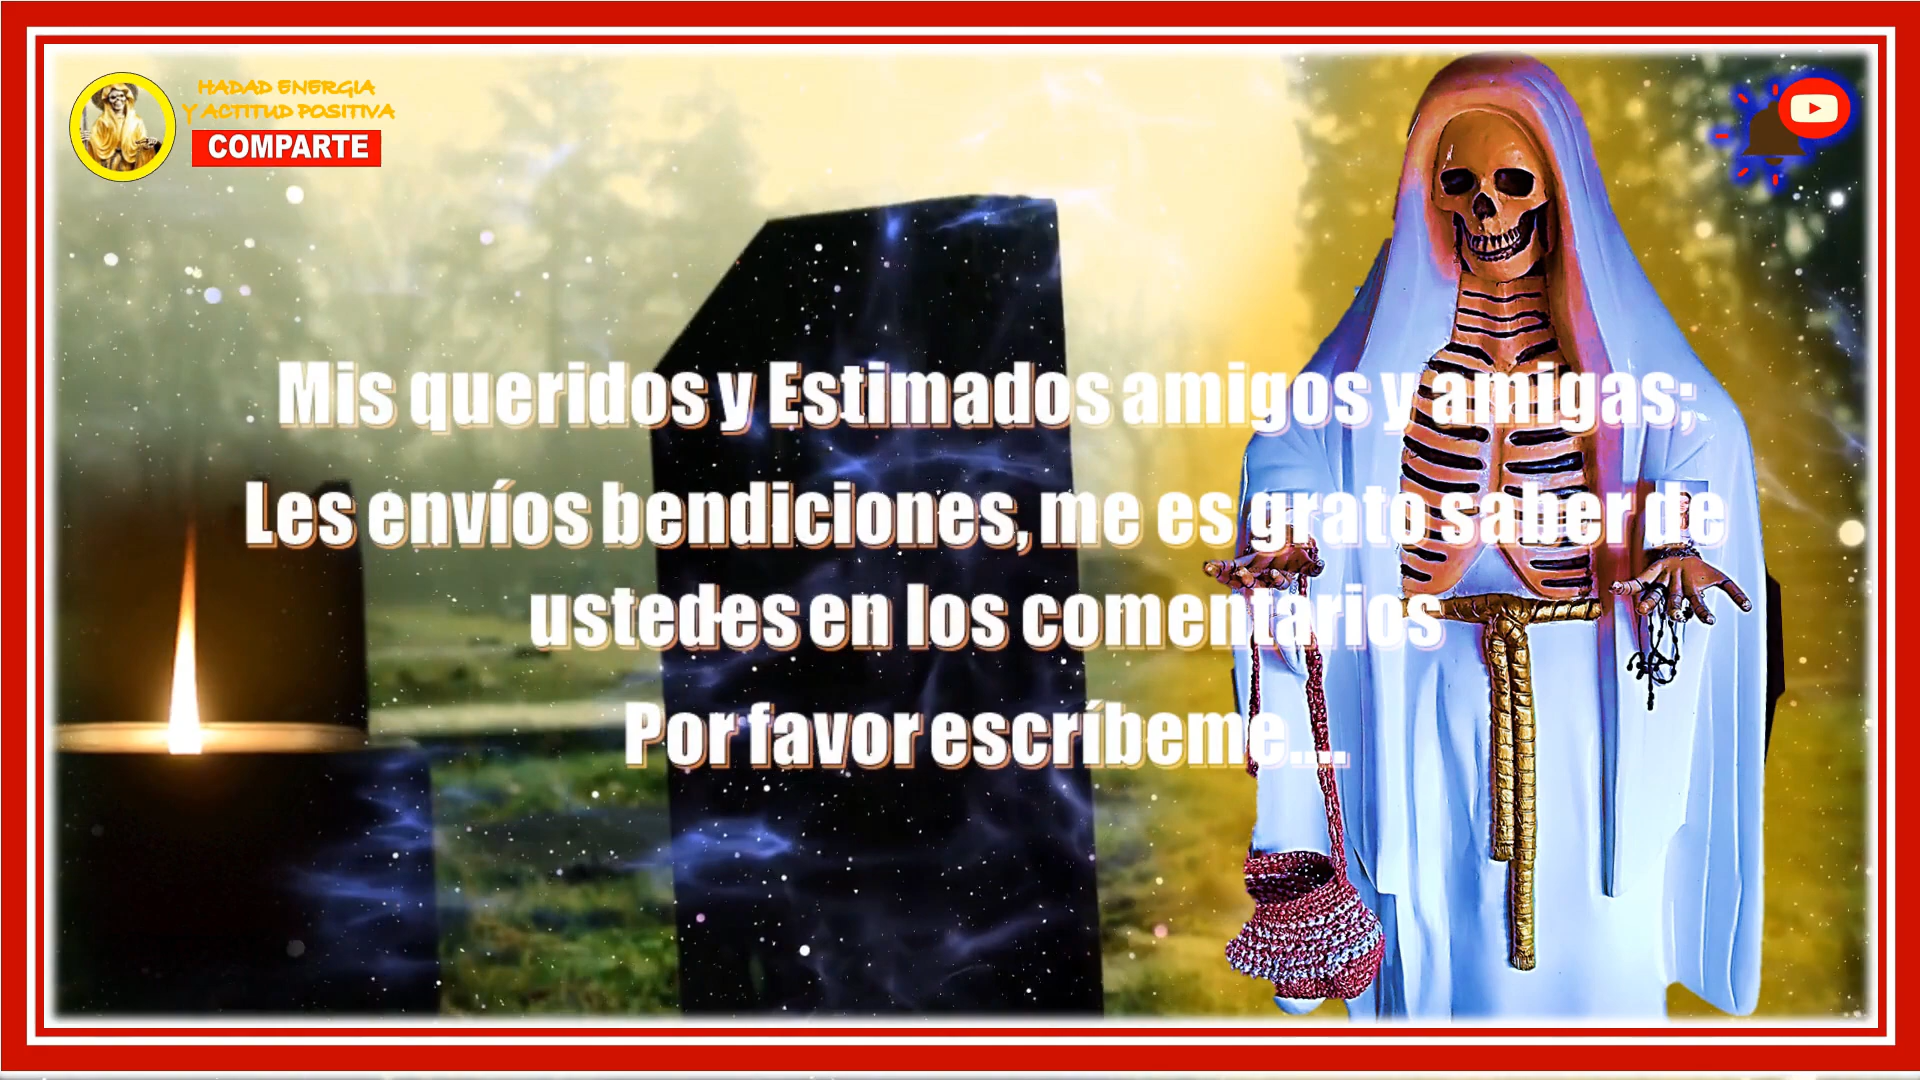 HADAD ENERGIA
Y ACTITUD POSITIVA
COMPARTE
Mis queridos y Estimados amigos y amigas;
Les envíos bendiciones, me es grato saber de
ustedes en los comentarios
Por favor escríbeme....